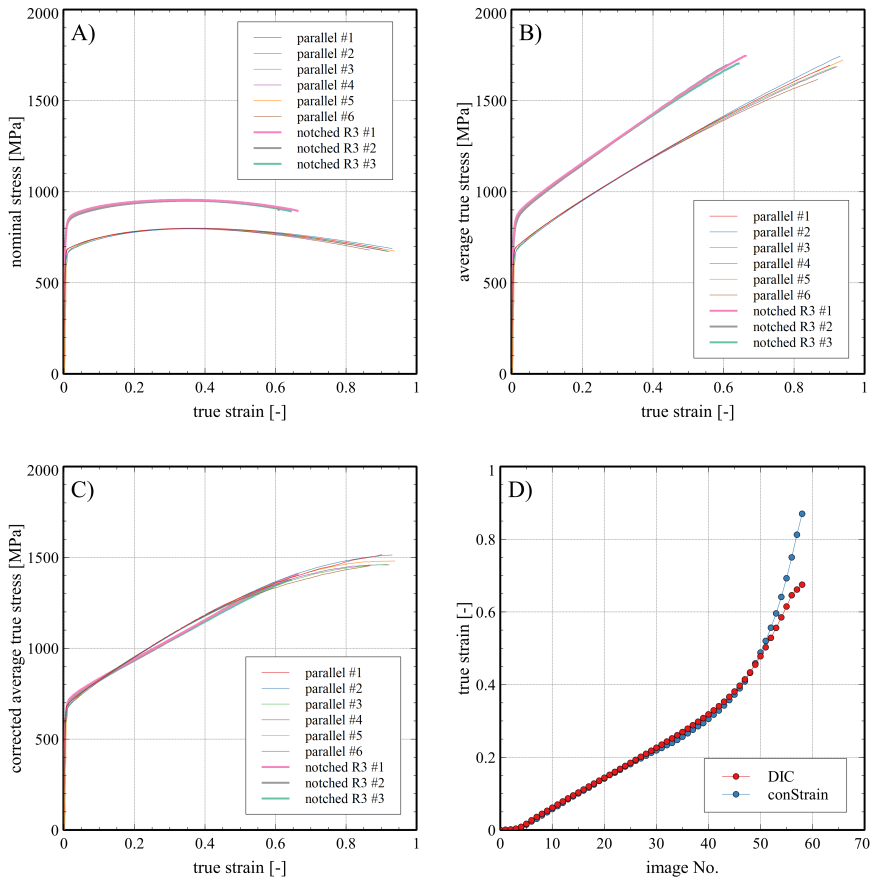 A)
nominal stress [MPa]
2000
1500
1000
500
0
parallel #1
parallel #2
parallel #3
parallel #4
parallel #5
parallel #6
notched R3 #1
notched R3 #2
notched R3 #3
0 0.2 0.4 0.6 0.8 1
true strain [-]
B)
average true stress [MPa]
2000
1500
1000
500
0
parallel #1
parallel #2
parallel #3
parallel #4
parallel #5
parallel #6
notched R3 #1
notched R3 #2
notched R3 #3
0 0.2 0.4 0.6 0.8 1
true strain [-]
C)
corrected average true stress [MPa]
2000
1500
1000
500
0
parallel #1
parallel #2
parallel #3
parallel #4
parallel #5
parallel #6
notched R3 #1
notched R3 #2
notched R3 #3
0 0.2 0.4 0.6 0.8 1
true strain [-]
D)
true strain [-]
1
0.8
0.6
0.4
0.2
0
DIC
conStrain
0 10 20 30 40 50 60 70
image No.